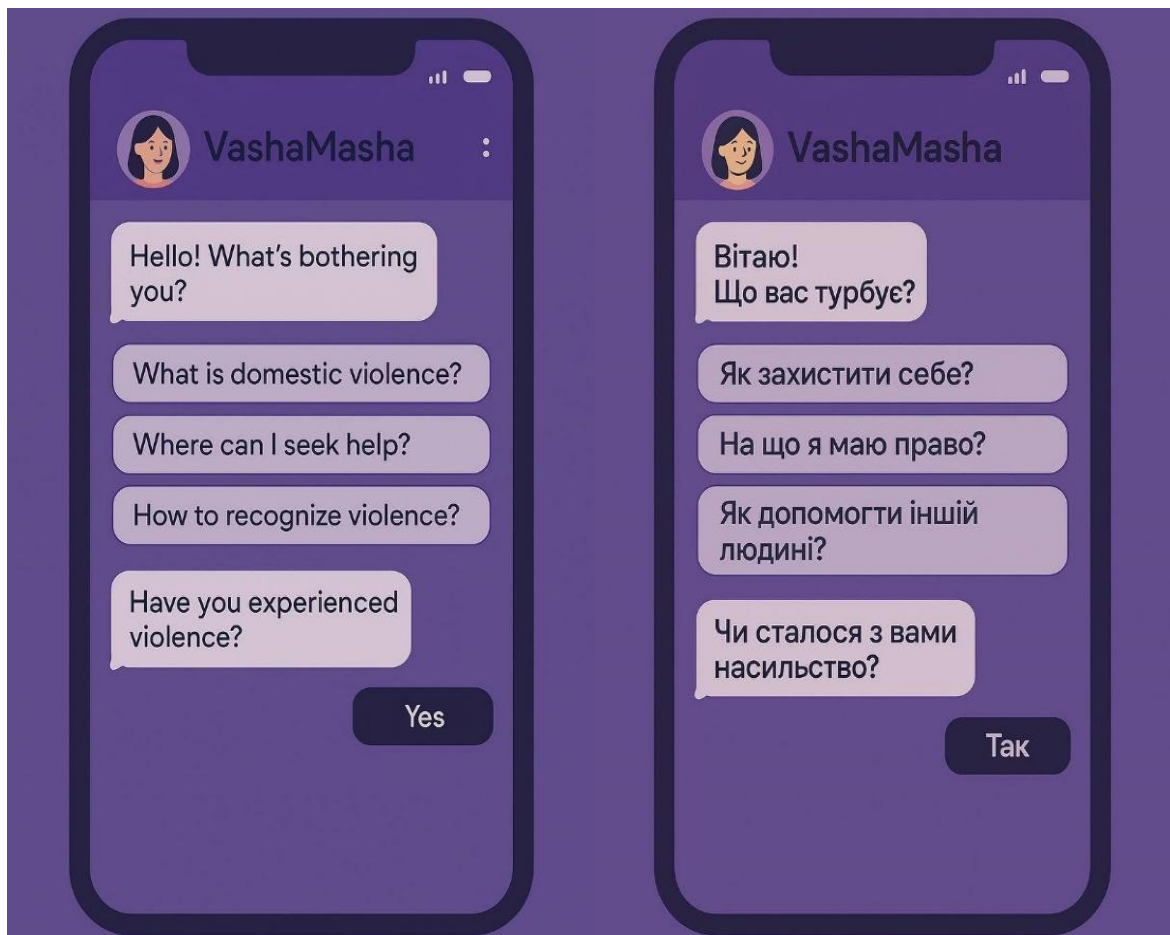 VashaMasha
Hello! What's bothering
you?
What is domestic violence?
Where can I seek help?
How to recognize violence?
Have you experienced
violence?
Yes
VashaMasha
Вітаю!
Що вас турбує?
Як захистити себе?
На що я маю право?
Як допомогти іншій
людині?
Чи сталося з вами
насильство?
Так